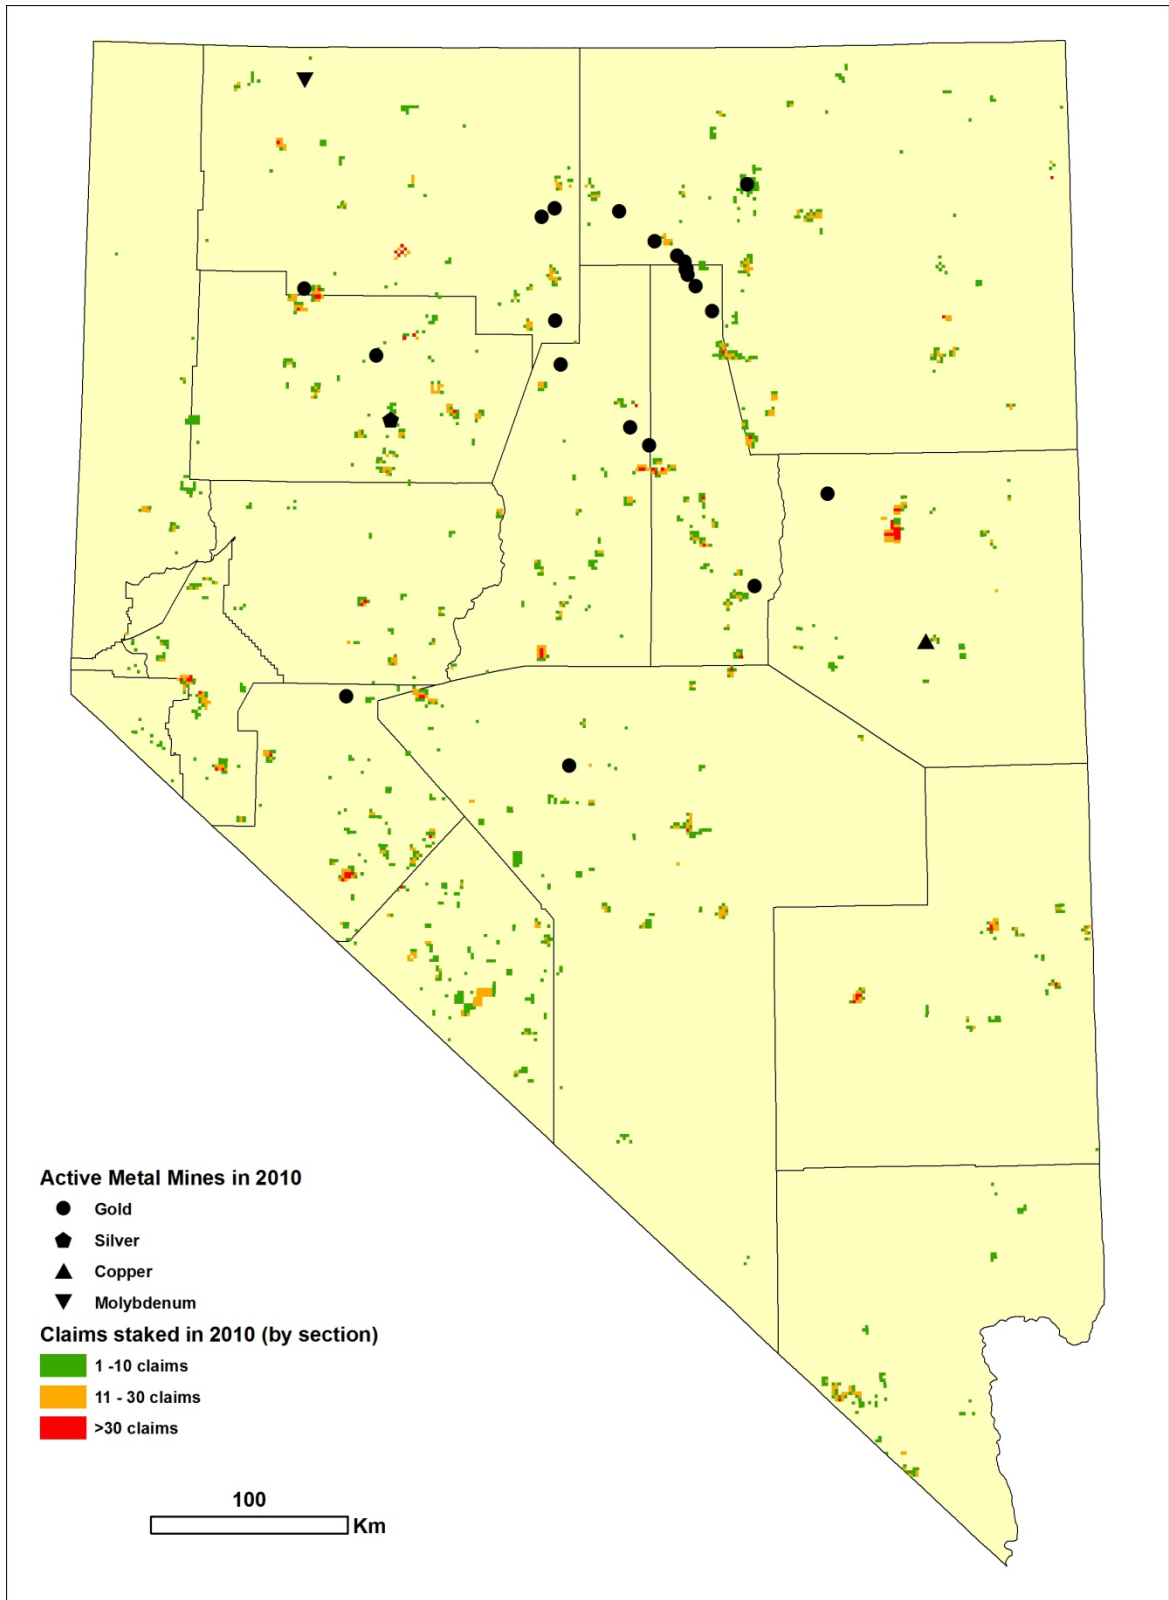 Active Metal Mines in 2010
Gold
Silver
Copper
Molybdenum
Claims staked in 2010 (by section)
1 -10 claims
11 - 30 claims
>30 claims
100
Km